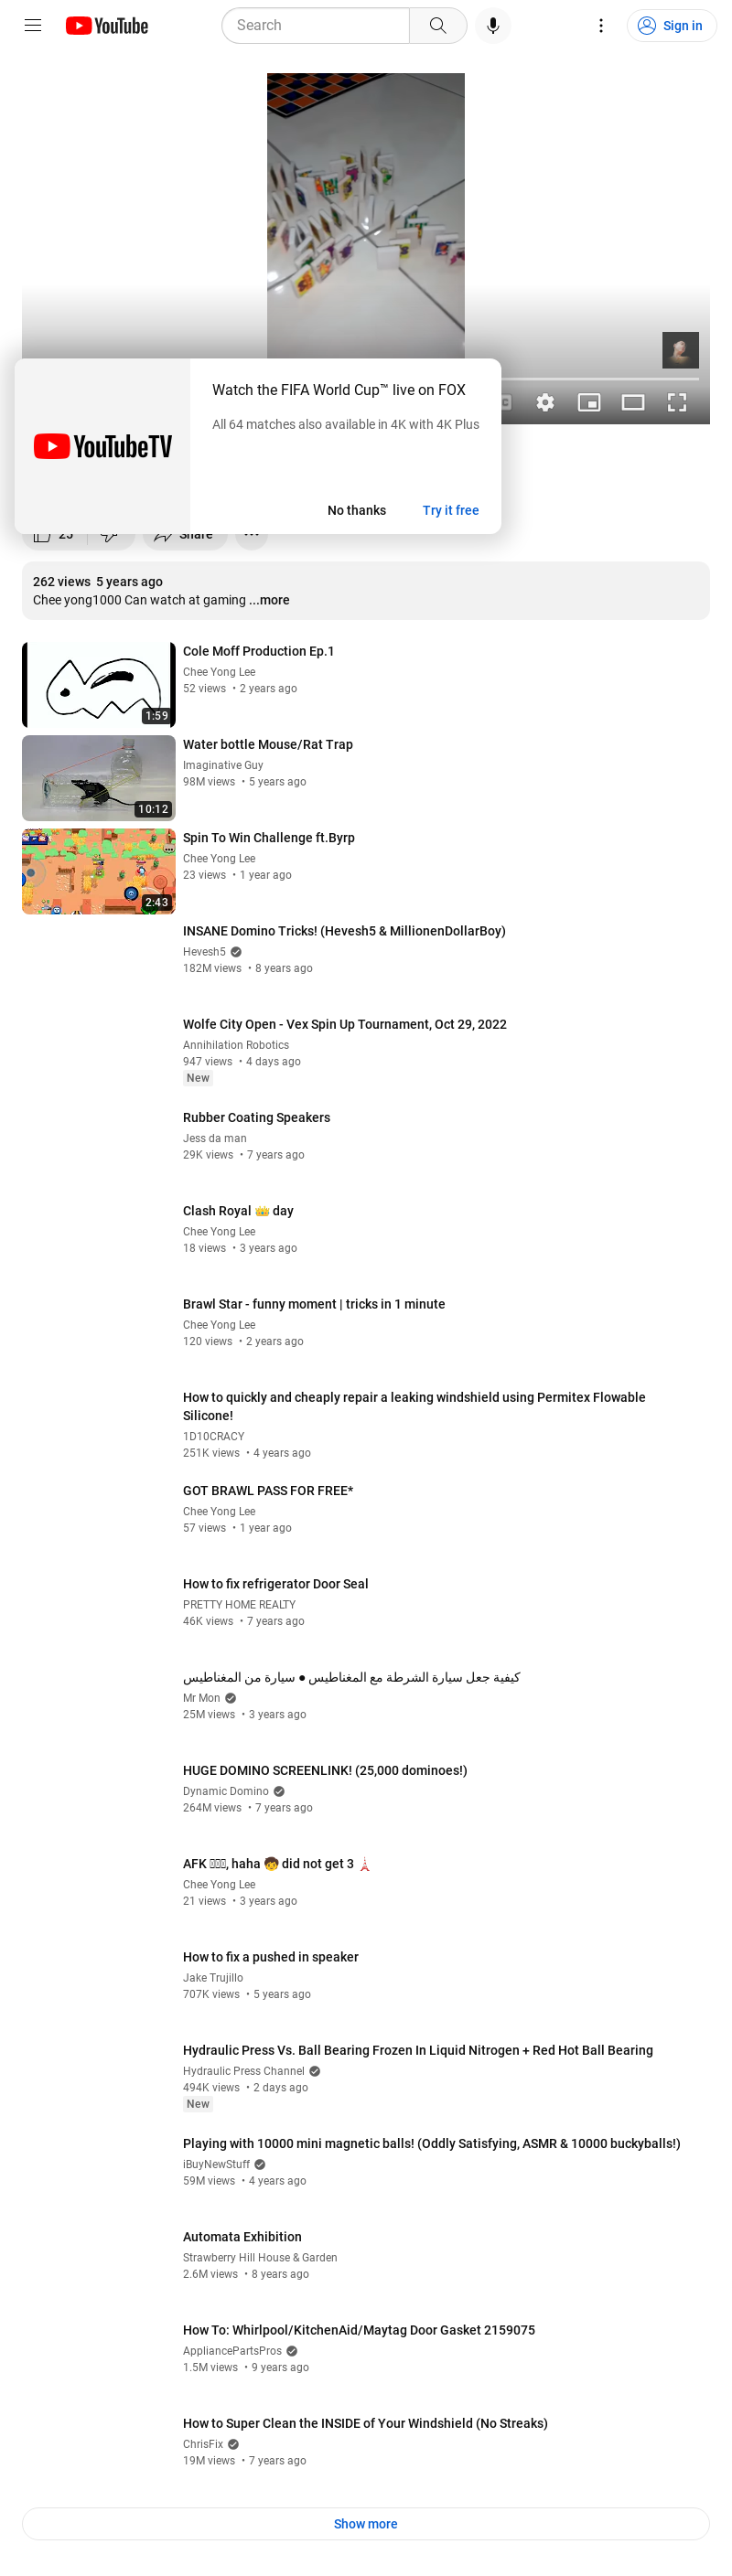 YouTube
Search
Sign in
Watch the FIFA World Cup™ live on FOX
All 64 matches also available in 4K with 4K Plus
YouTubeTV
No thanks
Try it free
Share
262 views 5 years ago
Chee yong1000 Can watch at gaming ...more
Cole Moff Production Ep.1
Chee Yong Lee
52 views • 2 years ago
1:59
Water bottle Mouse/Rat Trap
Imaginative Guy
98M views • 5 years ago
10:12
Spin To Win Challenge ft.Byrp
Chee Yong Lee
23 views • 1 year ago
2:43
INSANE Domino Tricks! (Hevesh5 & MillionenDollarBoy)
Hevesh5
182M views • 8 years ago
Wolfe City Open - Vex Spin Up Tournament, Oct 29, 2022
Annihilation Robotics
947 views • 4 days ago
New
Rubber Coating Speakers
Jess da man
29K views • 7 years ago
Clash Royal 👑 day
Chee Yong Lee
18 views • 3 years ago
Brawl Star - funny moment | tricks in 1 minute
Chee Yong Lee
120 views • 2 years ago
How to quickly and cheaply repair a leaking windshield using Permitex Flowable
Silicone!
1D10CRACY
251K views • 4 years ago
GOT BRAWL PASS FOR FREE*
Chee Yong Lee
57 views • 1 year ago
How to fix refrigerator Door Seal
PRETTY HOME REALTY
46K views • 7 years ago
كيفية جعل سيارة الشرطة مع المغناطيس ● سيارة من المغناطيس
Mr Mon
25M views • 3 years ago
HUGE DOMINO SCREENLINK! (25,000 dominoes!)
Dynamic Domino
264M views • 7 years ago
AFK , haha 🧒 did not get 3 🗼
Chee Yong Lee
21 views • 3 years ago
How to fix a pushed in speaker
Jake Trujillo
707K views • 5 years ago
Hydraulic Press Vs. Ball Bearing Frozen In Liquid Nitrogen + Red Hot Ball Bearing
Hydraulic Press Channel
494K views • 2 days ago
New
Playing with 10000 mini magnetic balls! (Oddly Satisfying, ASMR & 10000 buckyballs!)
iBuyNewStuff
59M views • 4 years ago
Automata Exhibition
Strawberry Hill House & Garden
2.6M views • 8 years ago
How To: Whirlpool/KitchenAid/Maytag Door Gasket 2159075
AppliancePartsPros
1.5M views • 9 years ago
How to Super Clean the INSIDE of Your Windshield (No Streaks)
ChrisFix
19M views • 7 years ago
Show more